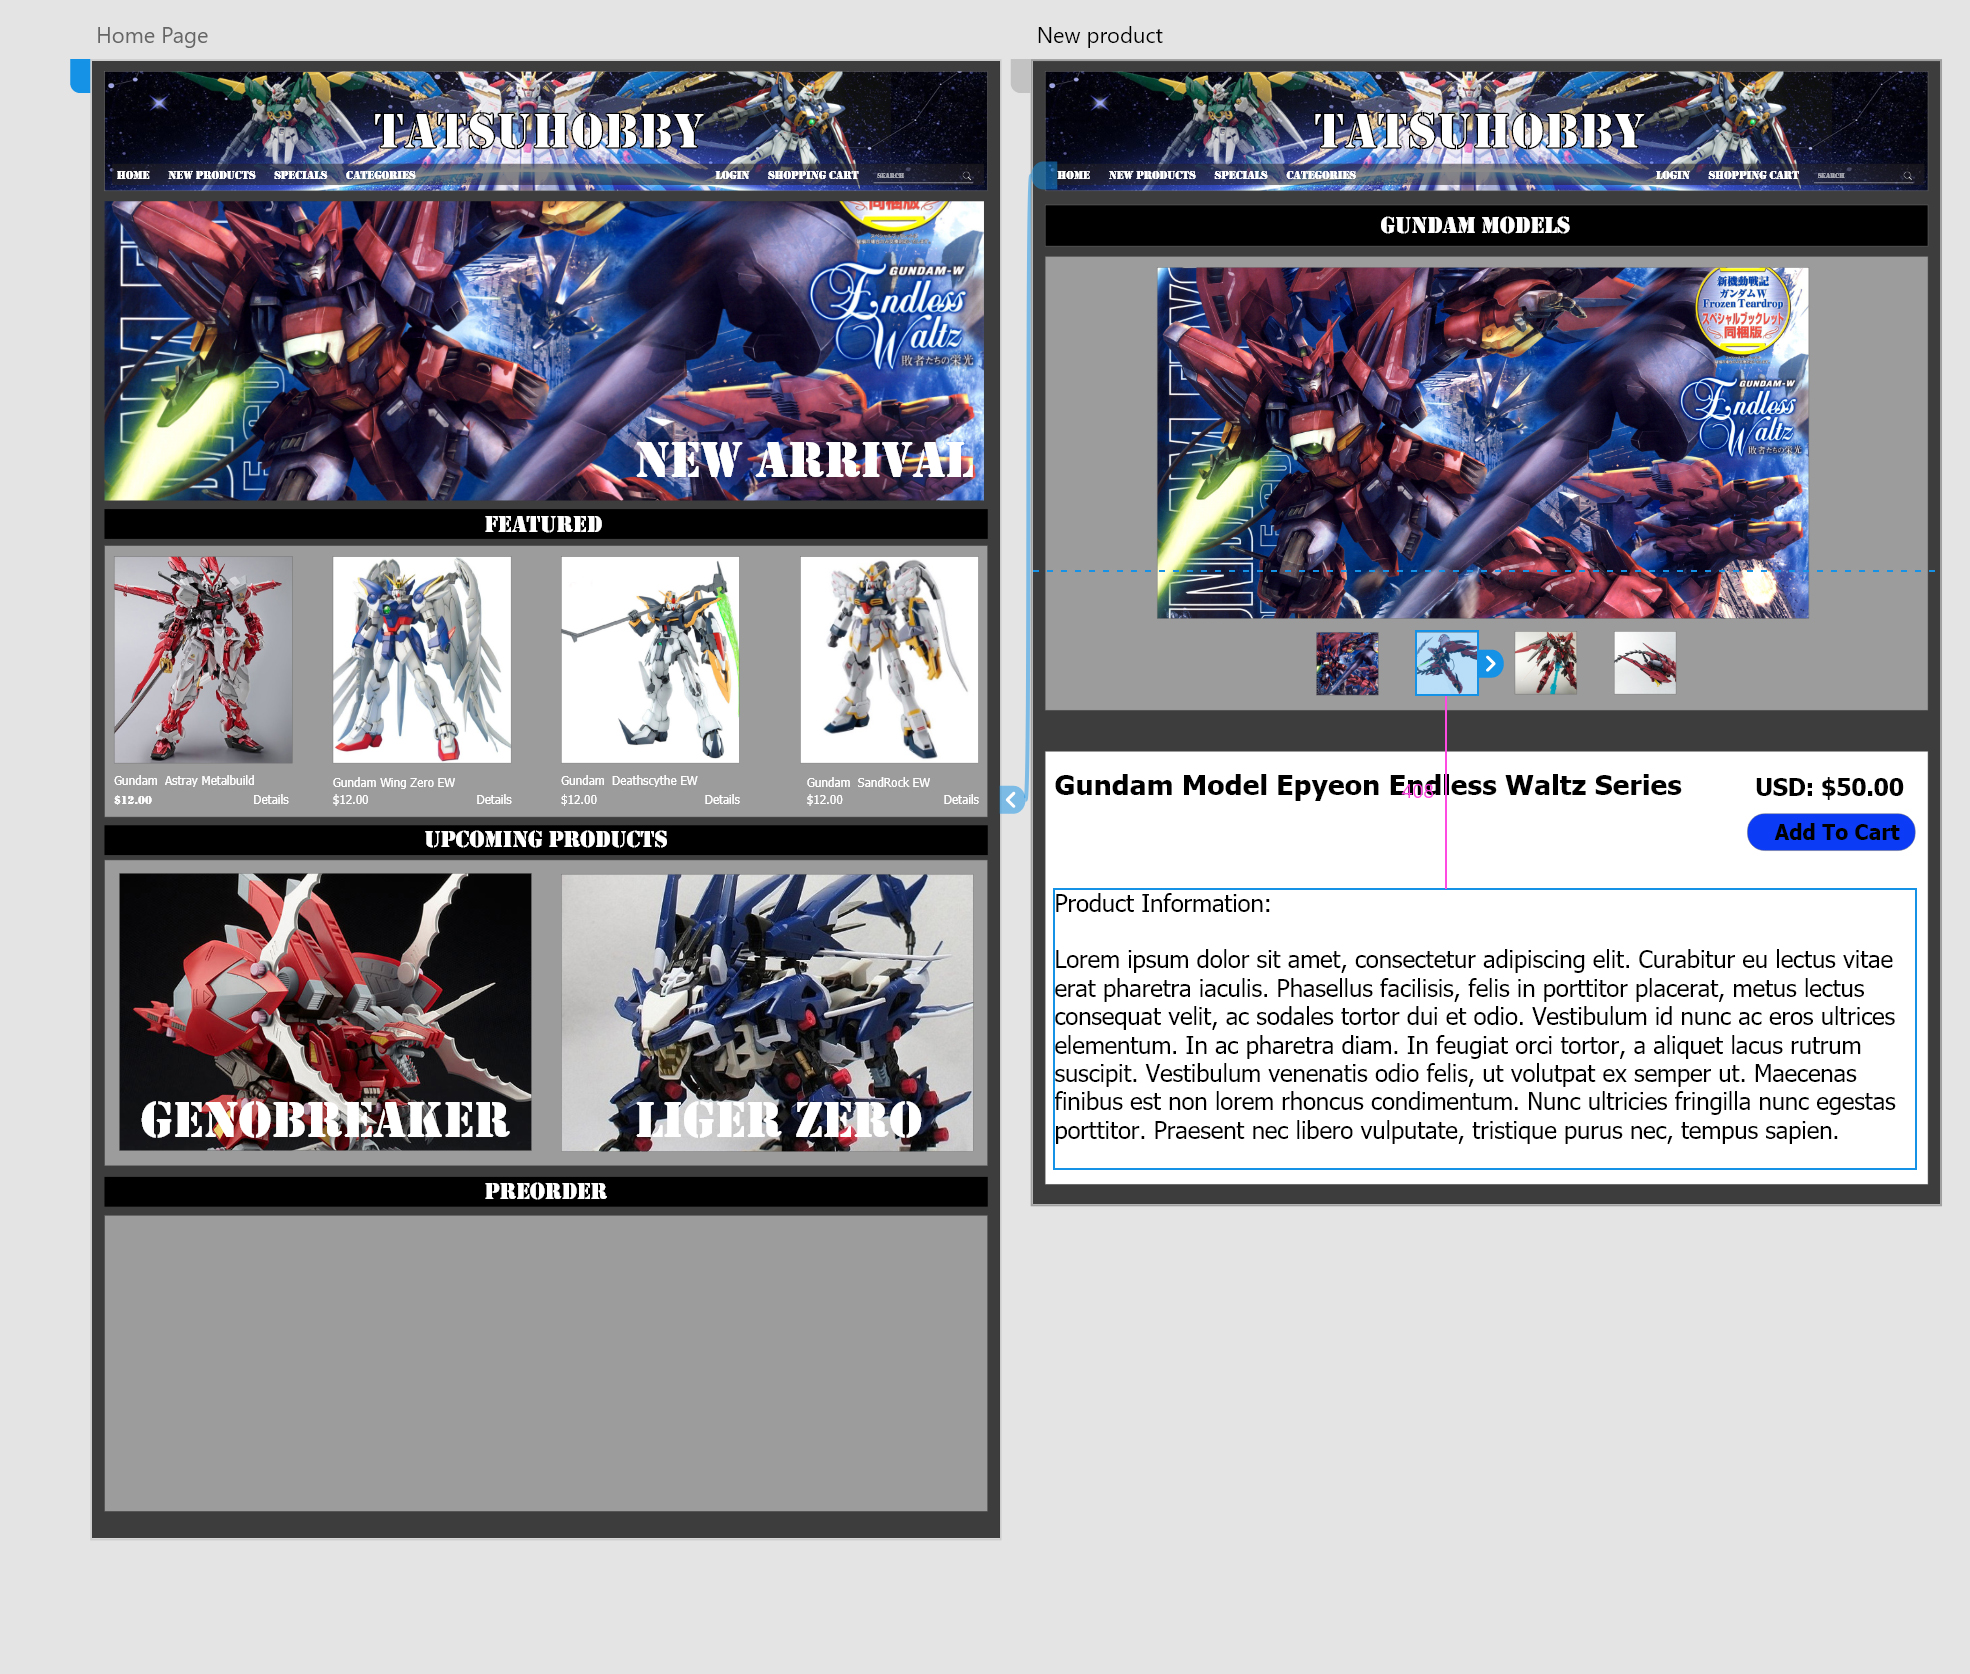 Home Page
TATSUHOBBY
HOME NEW PRODUCTS SPECIALS CATEGORIES LOGIN SHOPPING CART SEARCH
同梱版
GUNDAM-W
Endless
Waltz
敗者たちの栄光
NEW ARRIVAL
FEATURED
Gundam Astray Metalbuild
$12.00 Details
Gundam Wing Zero EW
$12.00 Details
Gundam Deathscythe EW
$12.00 Details
Gundam SandRock EW
$12.00 Details
UPCOMING PRODUCTS
GENOBREAKER
LIGER ZERO
PREORDER
New product
TATSUHOBBY
HOME NEW PRODUCTS SPECIALS CATEGORIES LOGIN SHOPPING CART SEARCH
GUNDAM MODELS
新機動戦記
ガンダムW
Frozen Teardrop
スペシャルブックレット
同梱版
GUNDAM-W
Endless
Waltz
敗者たちの栄光
Gundam Model Epyeon Endless Waltz Series
408
USD: $50.00
Add To Cart
Product Information:
Lorem ipsum dolor sit amet, consectetur adipiscing elit. Curabitur eu lectus vitae
erat pharetra iaculis. Phasellus facilisis, felis in porttitor placerat, metus lectus
consequat velit, ac sodales tortor dui et odio. Vestibulum id nunc ac eros ultrices
elementum. In ac pharetra diam. In feugiat orci tortor, a aliquet lacus rutrum
suscipit. Vestibulum venenatis odio felis, ut volutpat ex semper ut. Maecenas
finibus est non lorem rhoncus condimentum. Nunc ultricies fringilla nunc egestas
porttitor. Praesent nec libero vulputate, tristique purus nec, tempus sapien.